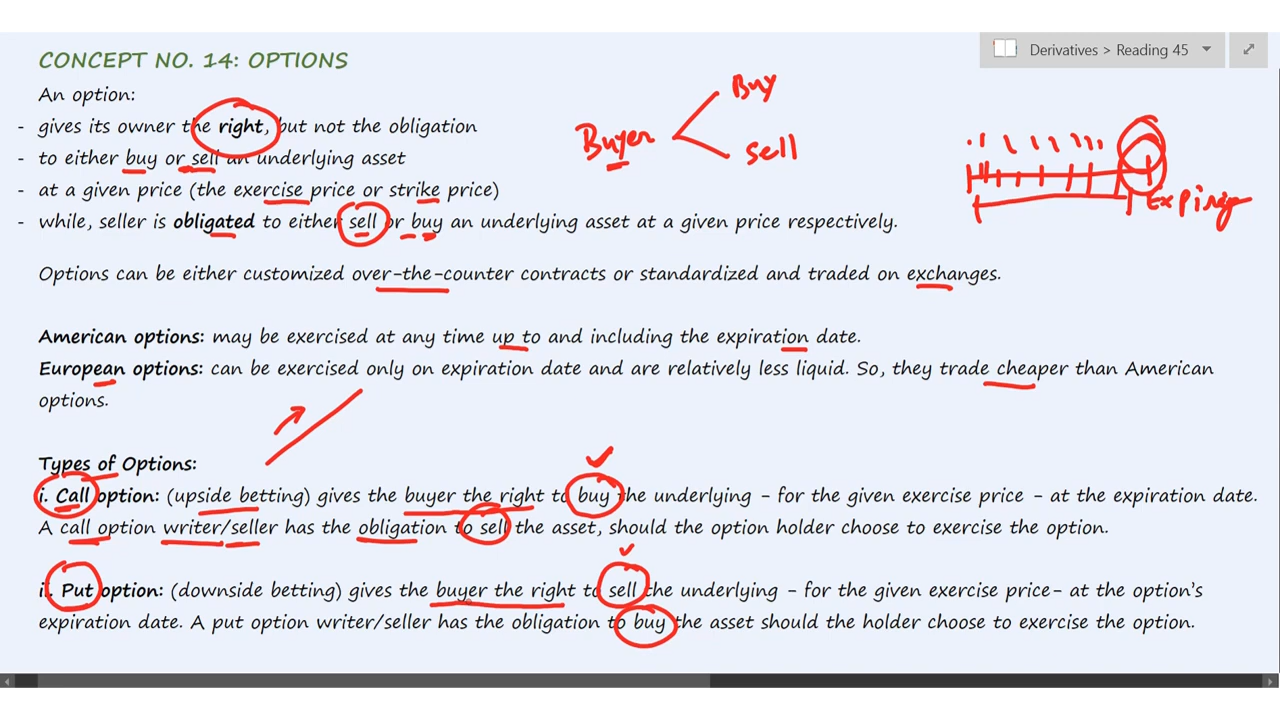 CONCEPT NO. 14: OPTIONS
Derivatives > Reading 45
An option:
- gives its owner the right, but not the obligation
- to either buy or sell an underlying asset
- at a given price (the exercise price or strike price)
- while, seller is obligated to either sell or buy an underlying asset at a given price respectively.
Buyer
Buy
Sell
Expiring
Options can be either customized over-the-counter contracts or standardized and traded on exchanges.
American options: may be exercised at any time up to and including the expiration date.
European options: can be exercised only on expiration date and are relatively less liquid. So, they trade cheaper than American
options.
Types of Options:
i. Call option: (upside betting) gives the buyer the right to buy the underlying - for the given exercise price - at the expiration date.
A call option writer/seller has the obligation to sell the asset, should the option holder choose to exercise the option.
ii. Put option: (downside betting) gives the buyer the right to sell the underlying - for the given exercise price- at the option's
expiration date. A put option writer/seller has the obligation to buy the asset should the holder choose to exercise the option.